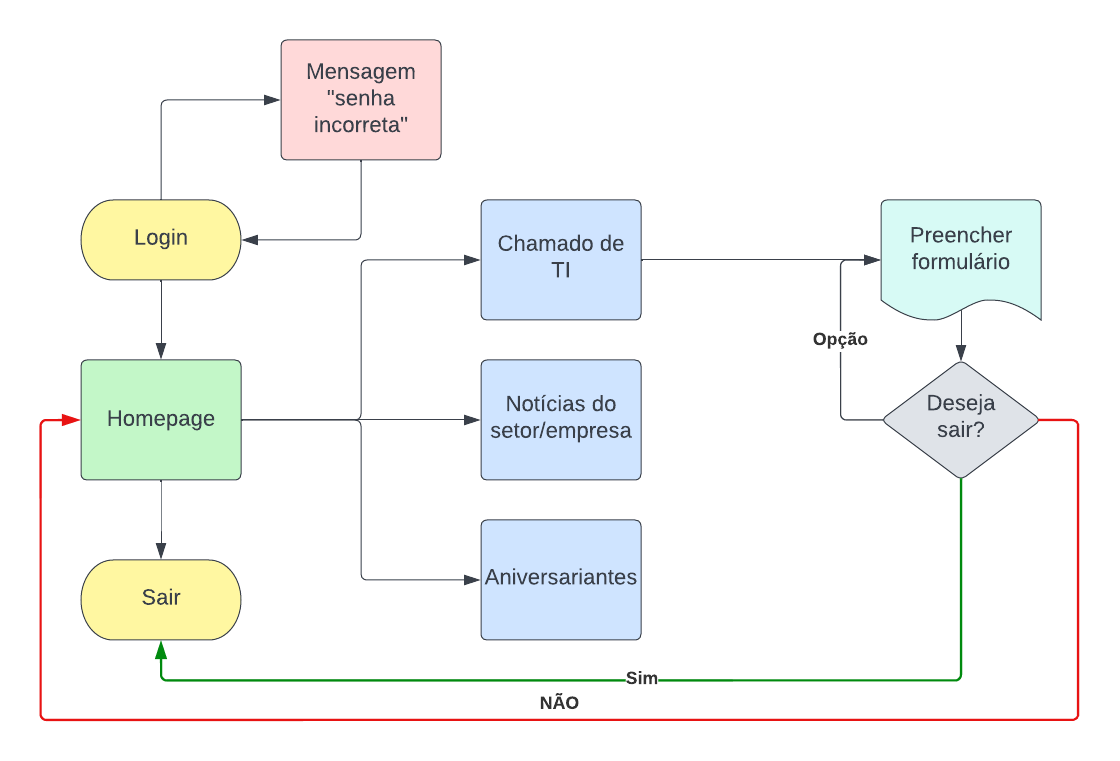 Mensagem
"senha
incorreta"
Login
Chamado de
TI
Preencher
formulário
Opção
Homepage
Notícias do
setor/empresa
Deseja
sair?
Aniversariantes
Sair
Sim
NÃO